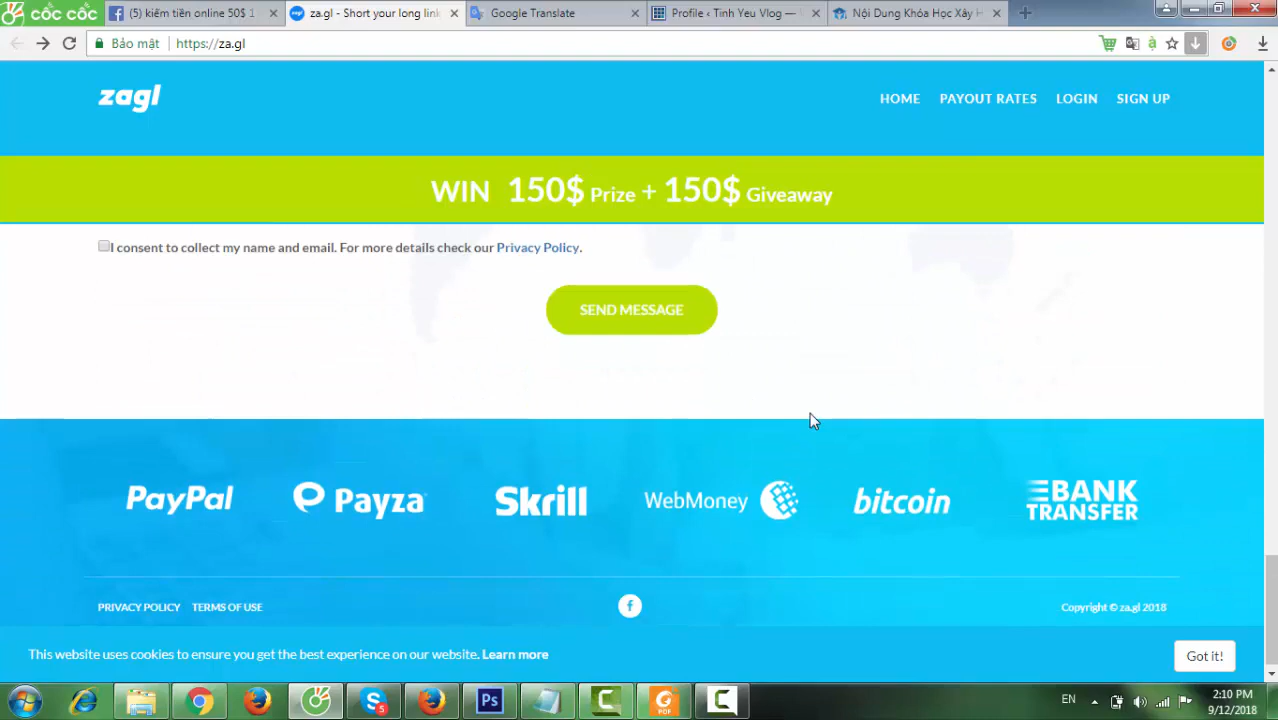 CỐC CỐC
(5) kiếm tiền online 50$ 1
za.gl - Short your long link
Google Translate
Profile ‹ Tinh Yeu Vlog —
Nội Dung Khóa Học Xây
Bảo mật
https://za.gl
zagl
HOME
PAYOUT RATES
LOGIN
SIGN UP
WIN 150$ Prize + 150$ Giveaway
I consent to collect my name and email. For more details check our Privacy Policy.
SEND MESSAGE
PayPal
Payza
Skrill
WebMoney
bitcoin
BANK
TRANSFER
PRIVACY POLICY
TERMS OF USE
Copyright © za.gl 2018
This website uses cookies to ensure you get the best experience on our website. Learn more
Got it!
Ps
PDF
EN
2:10 PM
9/12/2018